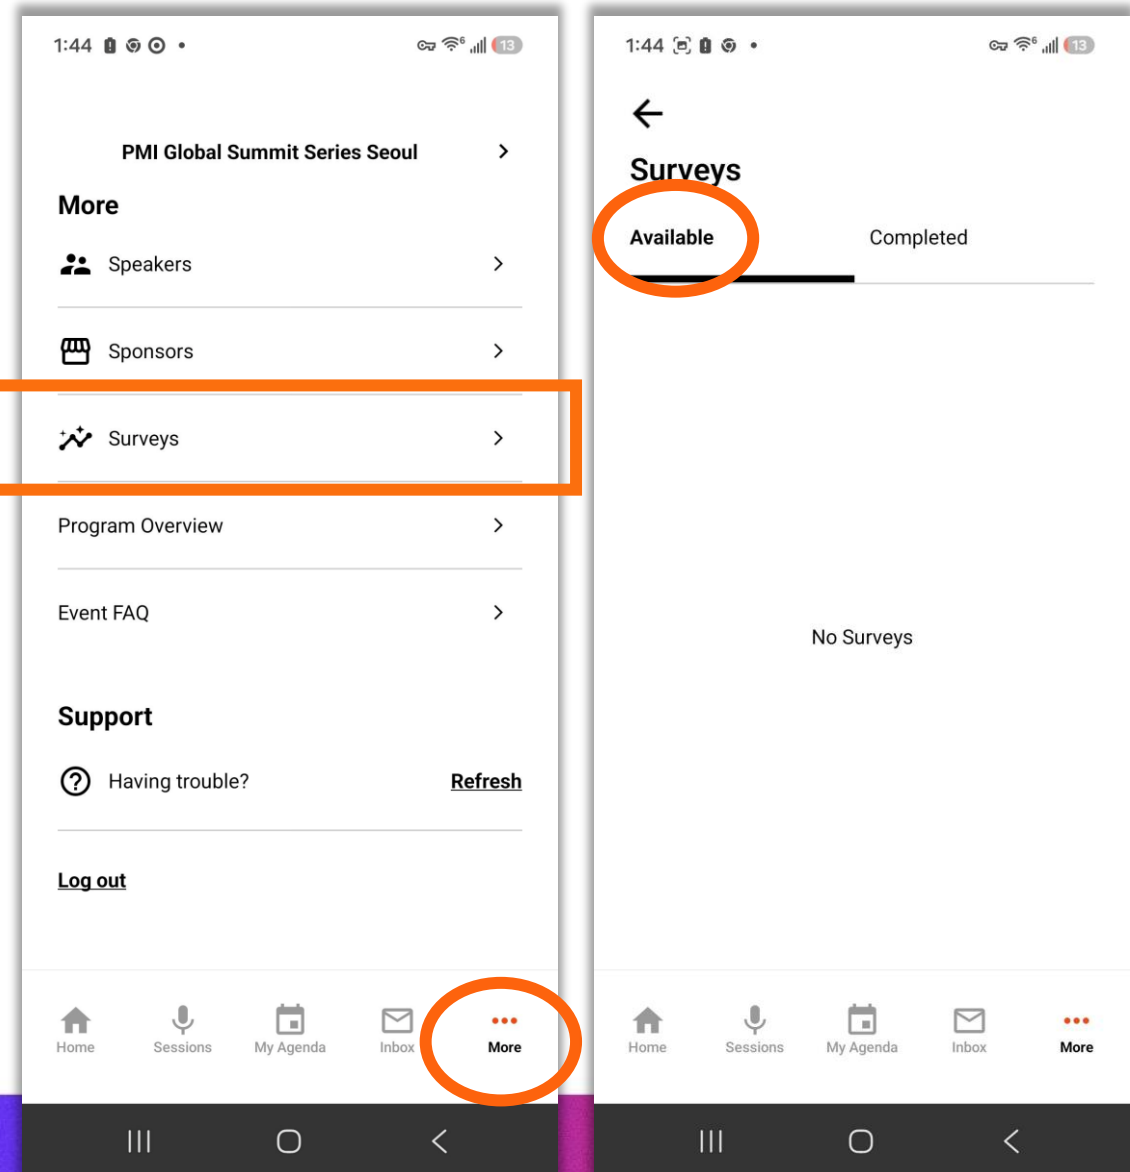 1:44
13
PMI Global Summit Series Seoul
More
Speakers
Sponsors
Surveys
Program Overview
Event FAQ
Support
Having trouble? Refresh
Log out
Home Sessions My Agenda Inbox More
1:44
13
Surveys
Available Completed
No Surveys
Home Sessions My Agenda Inbox More